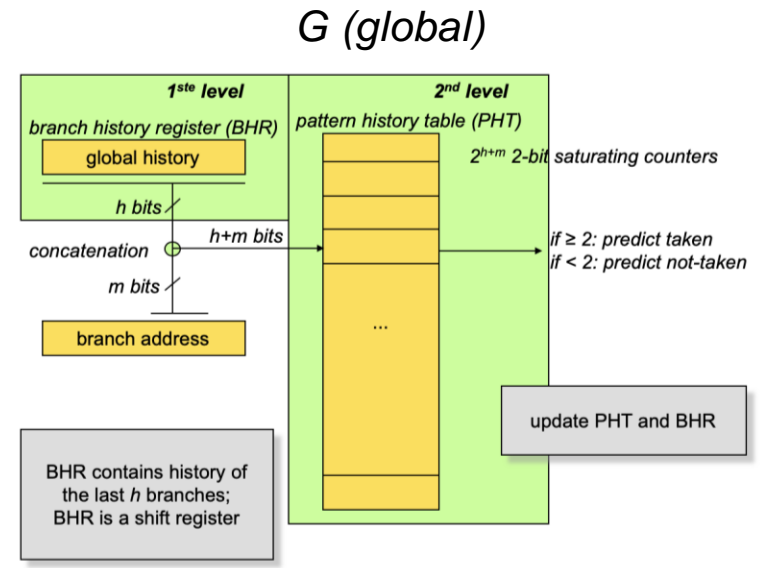 G (global)
1ste level
2nd level
branch history register (BHR)
pattern history table (PHT)
global history
2h+m 2-bit saturating counters
h bits
h+m bits
concatenation
if ≥ 2: predict taken
if < 2: predict not-taken
m bits
branch address
...
update PHT and BHR
BHR contains history of
the last h branches;
BHR is a shift register